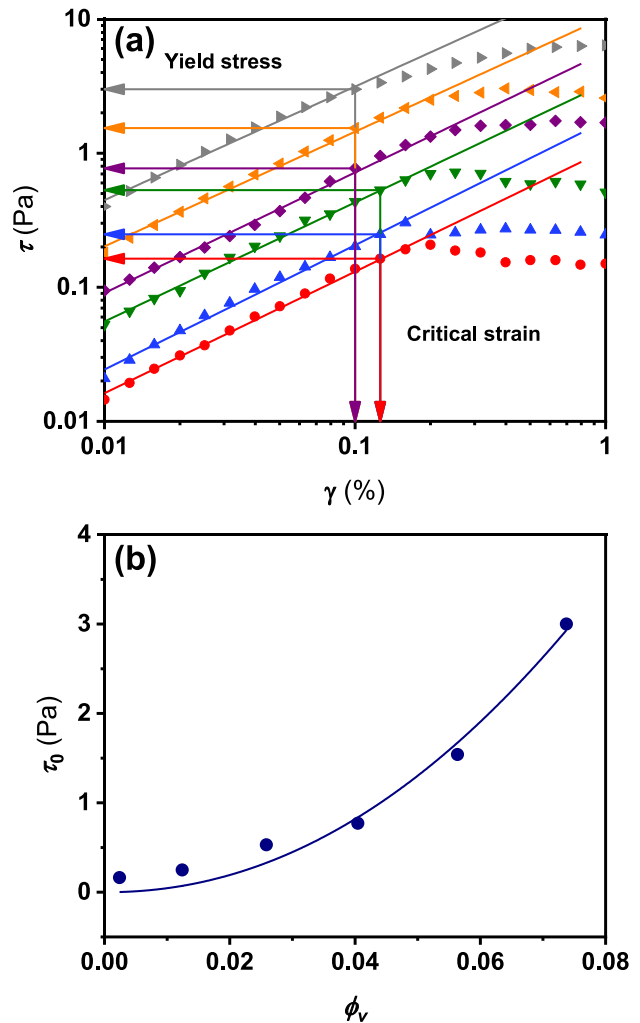 (a)
Yield stress
Critical strain
10
1
0.1
0.01
τ (Pa)
0.01
0.1
1
γ (%)
(b)
4
3
2
1
0
τ0 (Pa)
0.00
0.02
0.04
0.06
0.08
ϕv